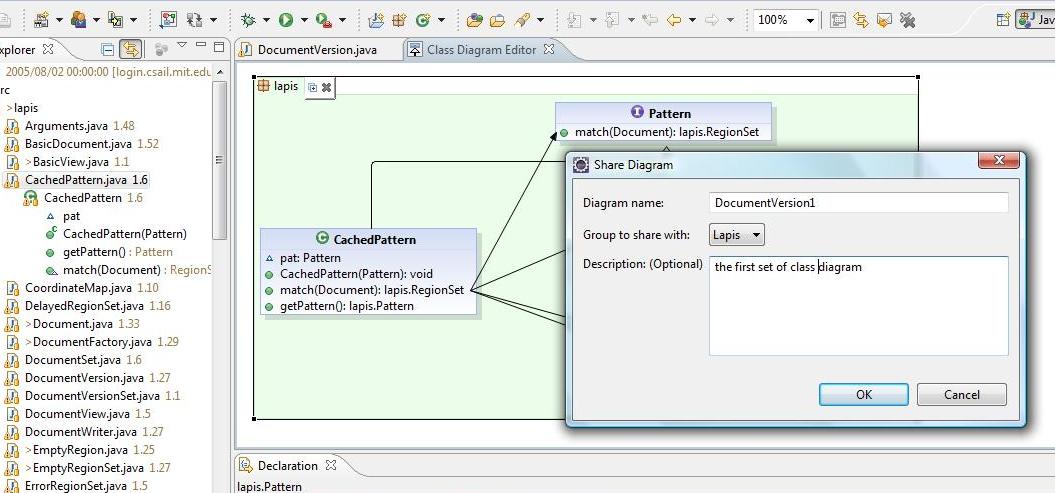 100%
Jav
xplorer
DocumentVersion.java
Class Diagram Editor
2005/08/02 00:00:00 [login.csail.mit.edu
rc
>lapis
Arguments.java 1.48
BasicDocument.java 1.52
>BasicView.java 1.1
CachedPattern.java 1.6
CachedPattern 1.6
pat
CachedPattern(Pattern)
getPattern() : Pattern
match(Document) : RegionS
CoordinateMap.java 1.10
DelayedRegionSet.java 1.16
>Document.java 1.33
>DocumentFactory.java 1.29
DocumentSet.java 1.6
DocumentVersion.java 1.27
DocumentVersionSet.java 1.1
DocumentView.java 1.5
DocumentWriter.java 1.27
>EmptyRegion.java 1.25
>EmptyRegionSet.java 1.27
ErrorRegionSet.java 1.5
lapis
Pattern
match(Document): lapis.RegionSet
CachedPattern
pat: Pattern
CachedPattern(Pattern): void
match(Document): lapis.RegionSet
getPattern(): lapis.Pattern
Share Diagram
Diagram name: DocumentVersion1
Group to share with: Lapis
Description: (Optional) the first set of class diagram
OK Cancel
Declaration
lapis.Pattern